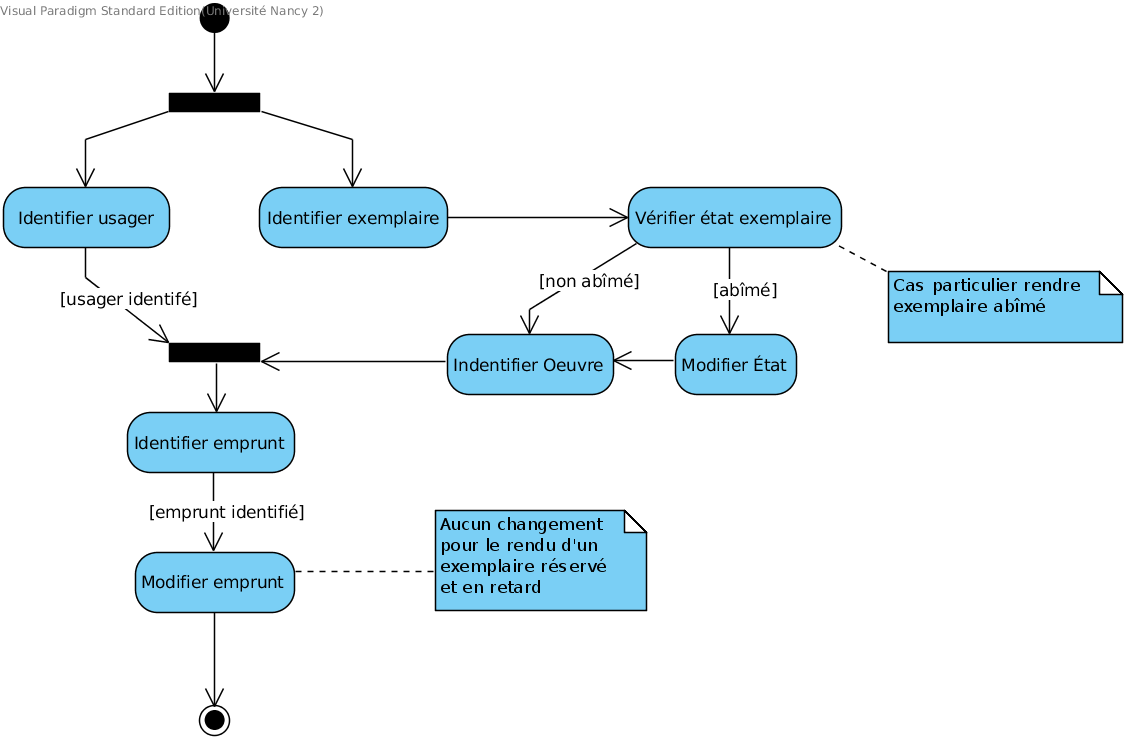 Visual Paradigm Standard Edition(Université Nancy 2)
Identifier usager
Identifier exemplaire
Vérifier état exemplaire
[non abîmé]
[abîmé]
Cas particulier rendre
exemplaire abîmé
[usager identifié]
Indentifier Oeuvre
Modifier État
Identifier emprunt
[emprunt identifié]
Aucun changement
pour le rendu d'un
exemplaire réservé
et en retard
Modifier emprunt